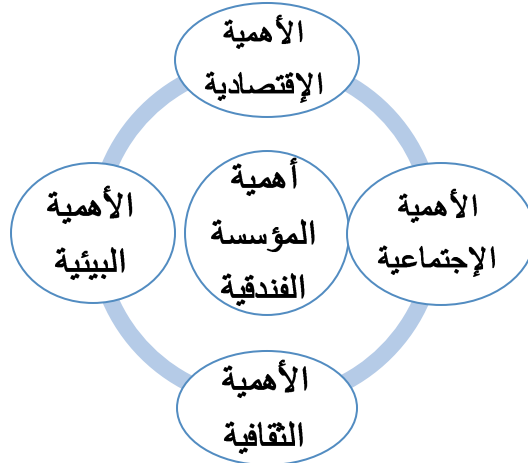 الأهمية
الإقتصادية
أهمية
المؤسسة
الفندقية
الأهمية
الإجتماعية
الأهمية
البيئية
الأهمية
الثقافية